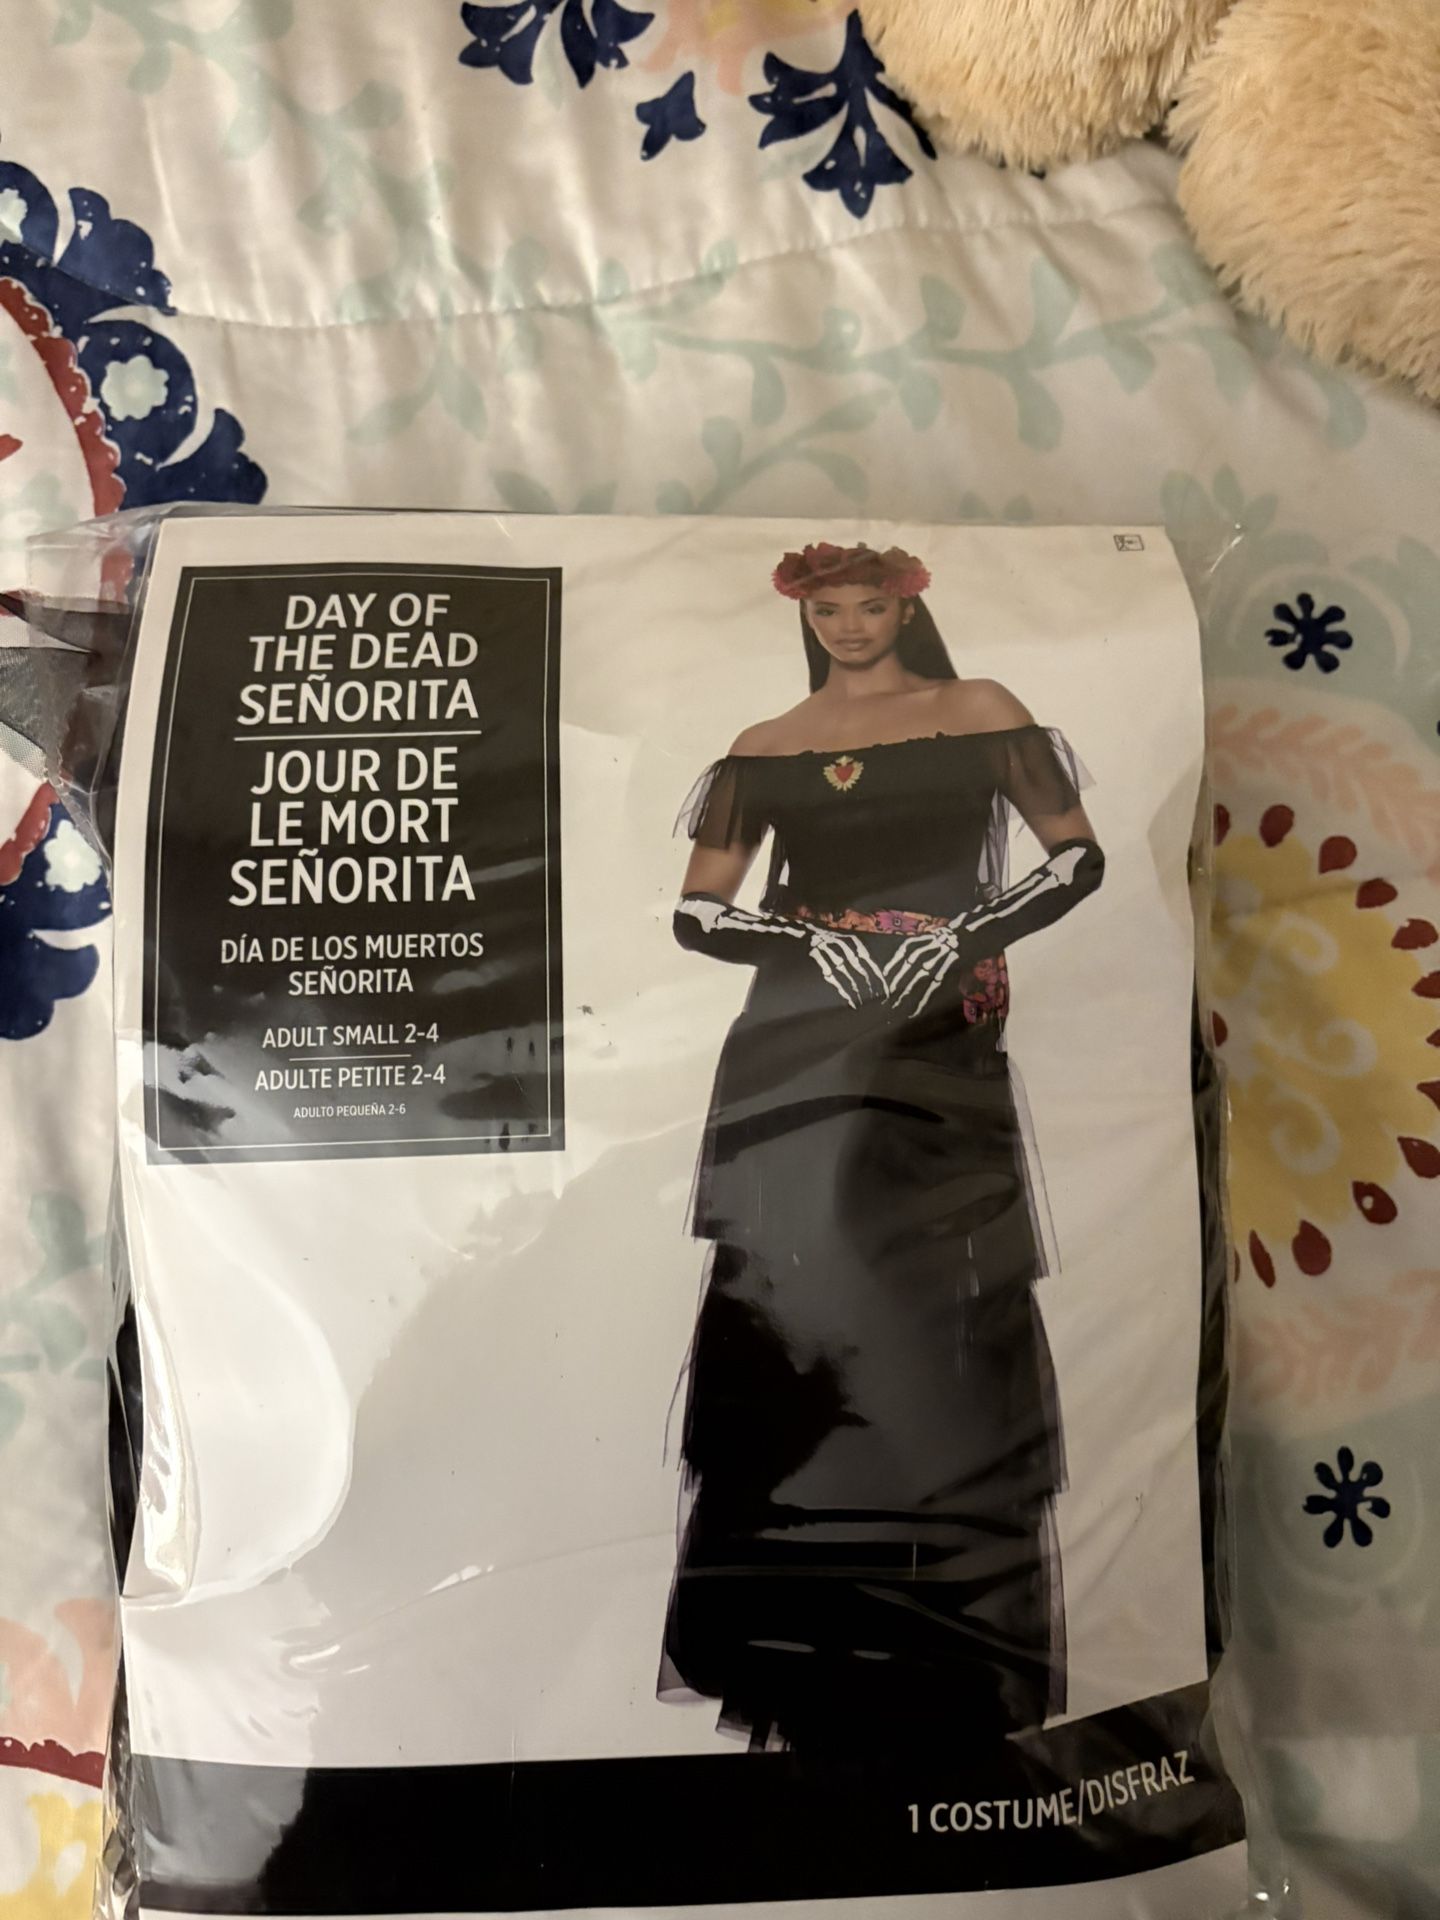 DAY OF
THE DEAD
SEÑORITA
JOUR DE
LE MORT
SEÑORITA
DÍA DE LOS MUERTOS
SEÑORITA
ADULT SMALL 2-4
ADULTE PETITE 2-4
ADULTO PEQUEÑA 2-6
1 COSTUME/DISFRAZ